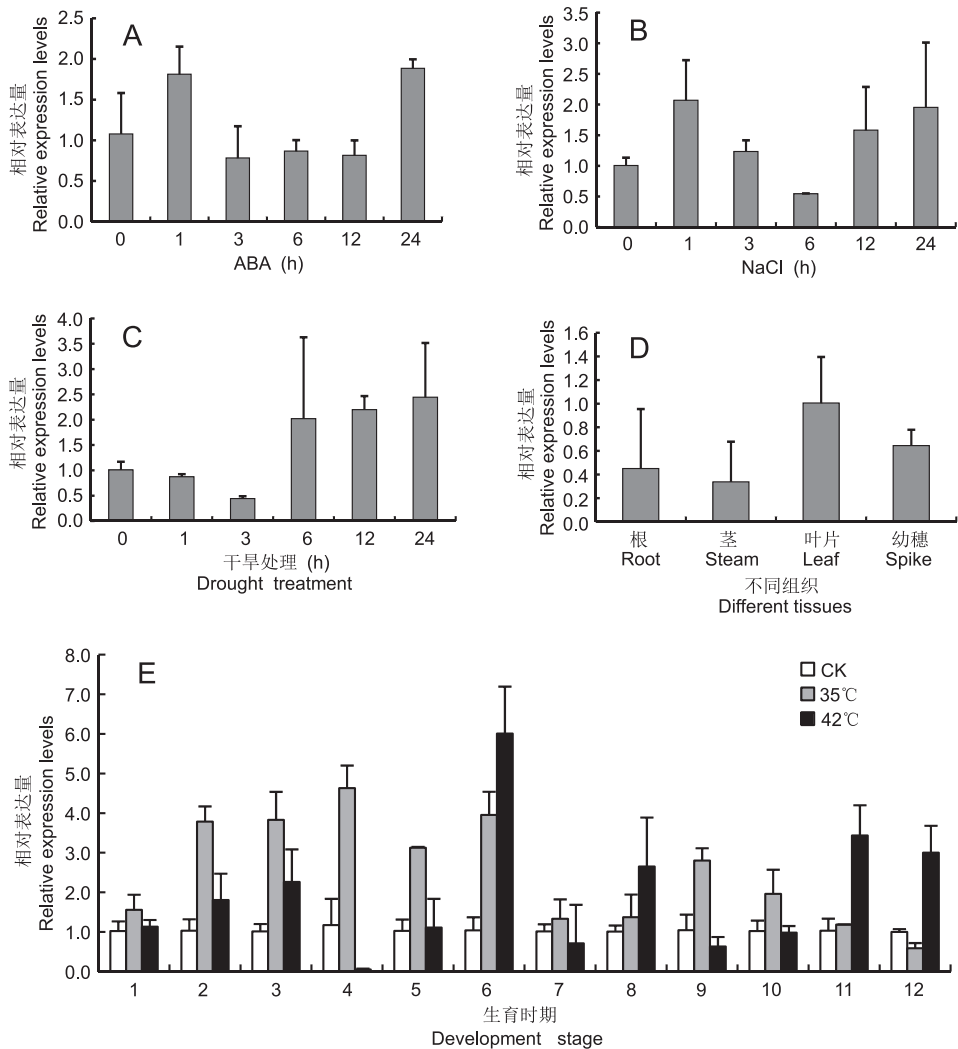 A
相对表达量
Relative expression levels
2.5
2.0
1.5
1.0
0.5
0.0
0 1 3 6 12 24
ABA (h)
B
相对表达量
Relative expression levels
3.5
3.0
2.5
2.0
1.5
1.0
0.5
0.0
0 1 3 6 12 24
NaCl (h)
C
相对表达量
Relative expression levels
4.0
3.5
3.0
2.5
2.0
1.5
1.0
0.5
0.0
0 1 3 6 12 24
干旱处理 (h)
Drought treatment
D
相对表达量
Relative expression levels
1.6
1.4
1.2
1.0
0.8
0.6
0.4
0.2
0.0
根 茎 叶片 幼穗
Root Steam Leaf Spike
不同组织
Different tissues
E
相对表达量
Relative expression levels
8.0
7.0
6.0
5.0
4.0
3.0
2.0
1.0
0.0
CK
35℃
42℃
1 2 3 4 5 6 7 8 9 10 11 12
生育时期
Development stage